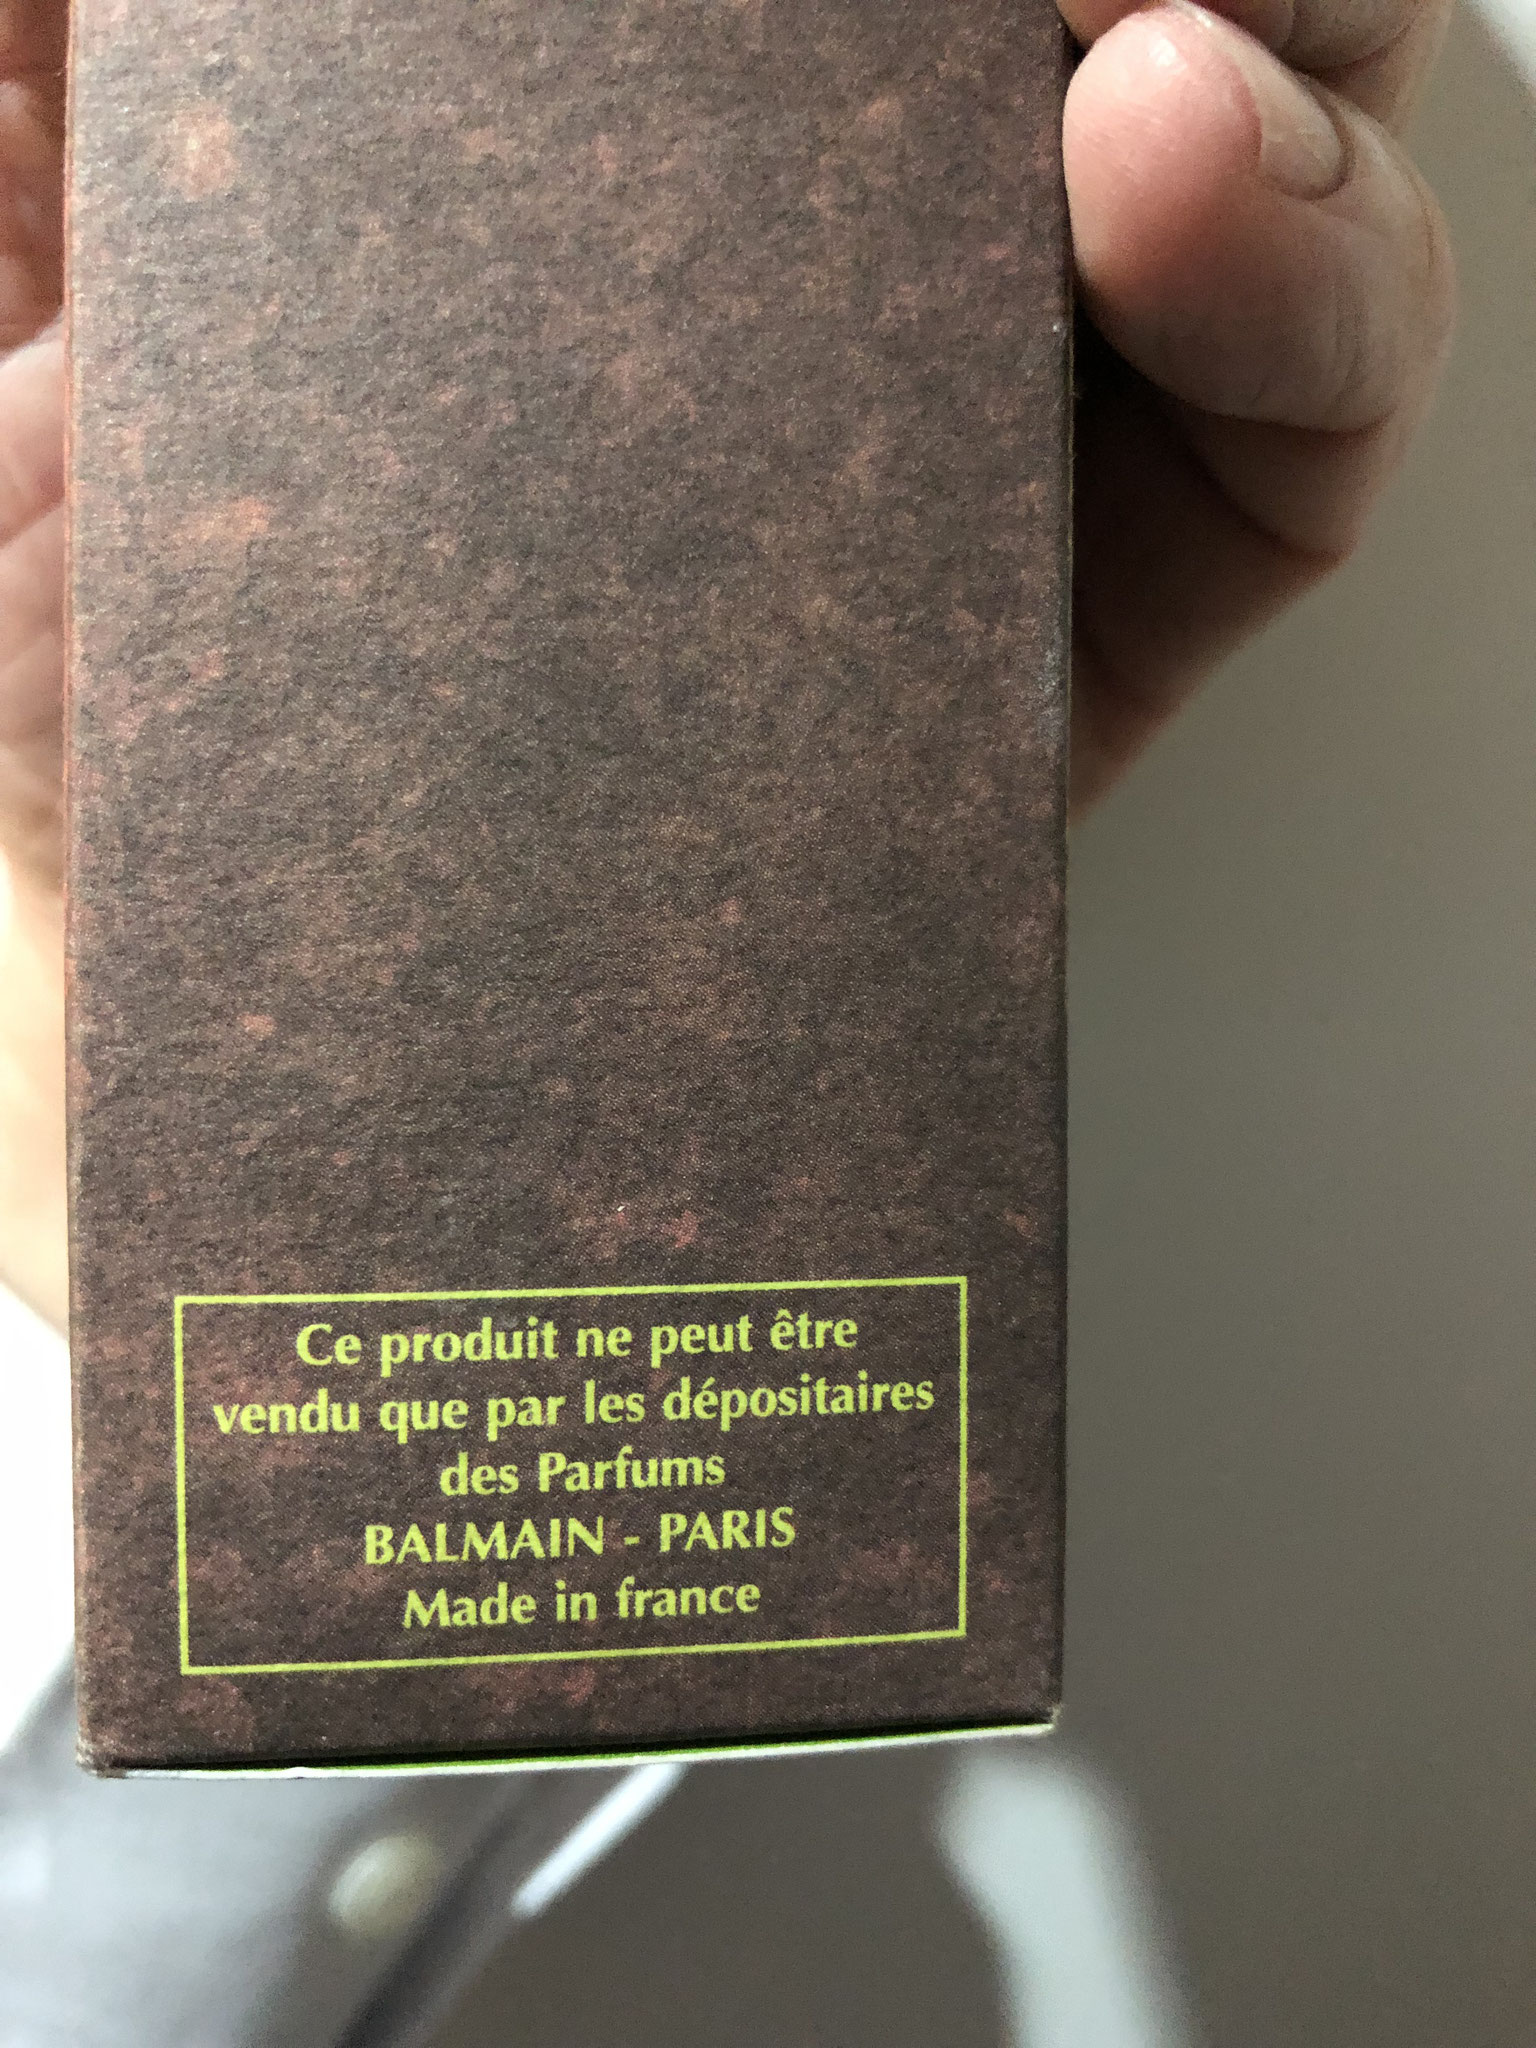 Ce produit ne peut être
vendu que par les dépositaires
des Parfums
BALMAIN - PARIS
Made in france